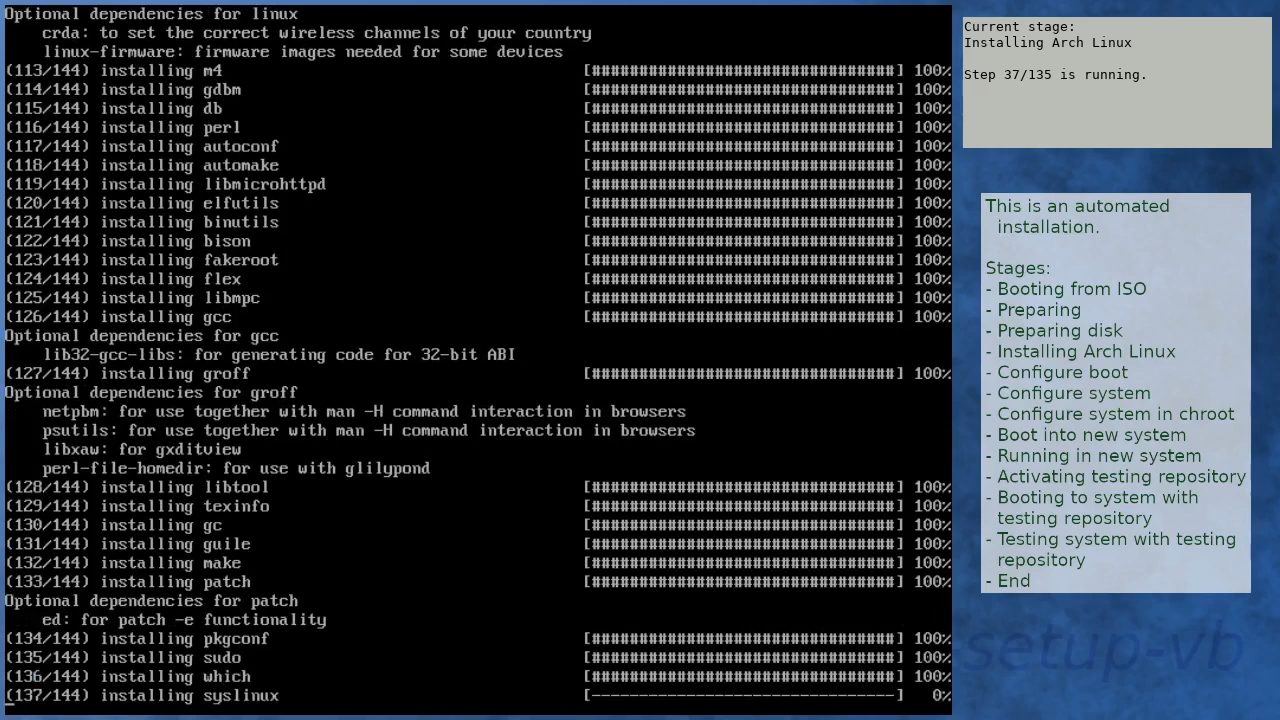 Optional dependencies for linux
crda: to set the correct wireless channels of your country
linux-firmware: firmware images needed for some devices
(113/144) installing m4 [################################] 100%
(114/144) installing gdbm [################################] 100%
(115/144) installing db [################################] 100%
(116/144) installing perl [################################] 100%
(117/144) installing autoconf [################################] 100%
(118/144) installing automake [################################] 100%
(119/144) installing libmicrohttpd [################################] 100%
(120/144) installing elfutils [################################] 100%
(121/144) installing binutils [################################] 100%
(122/144) installing bison [################################] 100%
(123/144) installing fakeroot [################################] 100%
(124/144) installing flex [################################] 100%
(125/144) installing libmpc [################################] 100%
(126/144) installing gcc [################################] 100%
Optional dependencies for gcc
lib32-gcc-libs: for generating code for 32-bit ABI
(127/144) installing groff [################################] 100%
Optional dependencies for groff
netpbm: for use together with man -H command interaction in browsers
psutils: for use together with man -H command interaction in browsers
libxaw: for gxditview
perl-file-homedir: for use with glilypond
(128/144) installing libtool [################################] 100%
(129/144) installing texinfo [################################] 100%
(130/144) installing gc [################################] 100%
(131/144) installing guile [################################] 100%
(132/144) installing make [################################] 100%
(133/144) installing patch [################################] 100%
Optional dependencies for patch
ed: for patch -e functionality
(134/144) installing pkgconf [################################] 100%
(135/144) installing sudo [################################] 100%
(136/144) installing which [################################] 100%
(137/144) installing syslinux [--------------------------------] 0%
Current stage:
Installing Arch Linux
Step 37/135 is running.
This is an automated
installation.
Stages:
- Booting from ISO
- Preparing
- Preparing disk
- Installing Arch Linux
- Configure boot
- Configure system
- Configure system in chroot
- Boot into new system
- Running in new system
- Activating testing repository
- Booting to system with
testing repository
- Testing system with testing
repository
- End
setup-vb